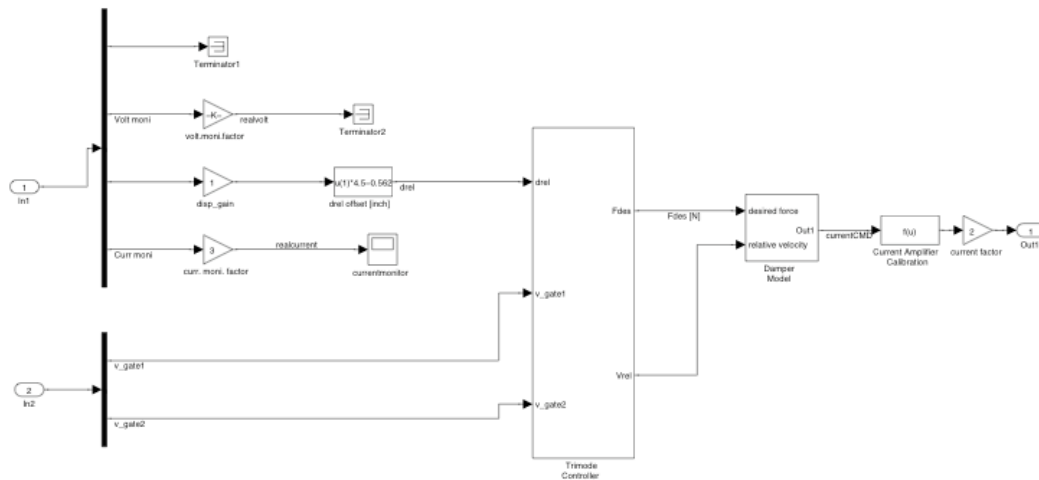 Terminator1
Volt moni
-K-
realvolt
volt.moni.factor
Terminator2
1
In1
1
disp_gain
u(1)*4.5-0.562
drel
drel offset [inch]
Curr moni
3
realcurrent
curr. moni. factor
currentmonitor
drel
Fdes
v_gate1
Vrel
v_gate2
Trimode
Controller
Fdes [N]
desired force
Out1
relative velocity
Damper
Model
currentCMD
f(u)
Current Amplifier
Calibration
2
current factor
1
Out1
2
In2
v_gate1
v_gate2